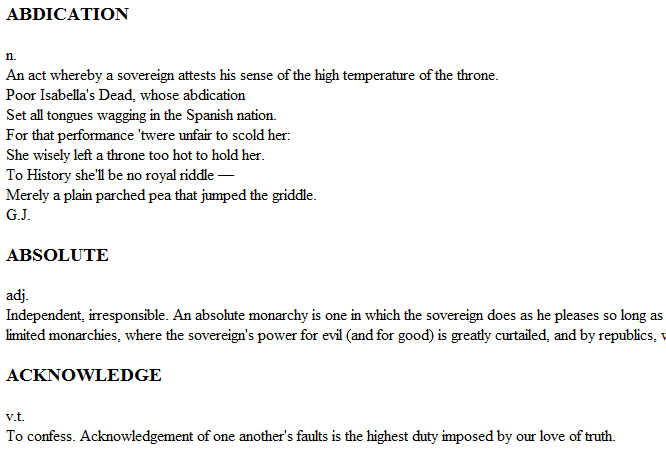 ABDICATION
n.
An act whereby a sovereign attests his sense of the high temperature of the throne.
Poor Isabella's Dead, whose abdication
Set all tongues wagging in the Spanish nation.
For that performance 'twere unfair to scold her:
She wisely left a throne too hot to hold her.
To History she'll be no royal riddle —
Merely a plain parched pea that jumped the griddle.
G.J.
ABSOLUTE
adj.
Independent, irresponsible. An absolute monarchy is one in which the sovereign does as he pleases so long as
limited monarchies, where the sovereign's power for evil (and for good) is greatly curtailed, and by republics,
ACKNOWLEDGE
v.t.
To confess. Acknowledgement of one another's faults is the highest duty imposed by our love of truth.